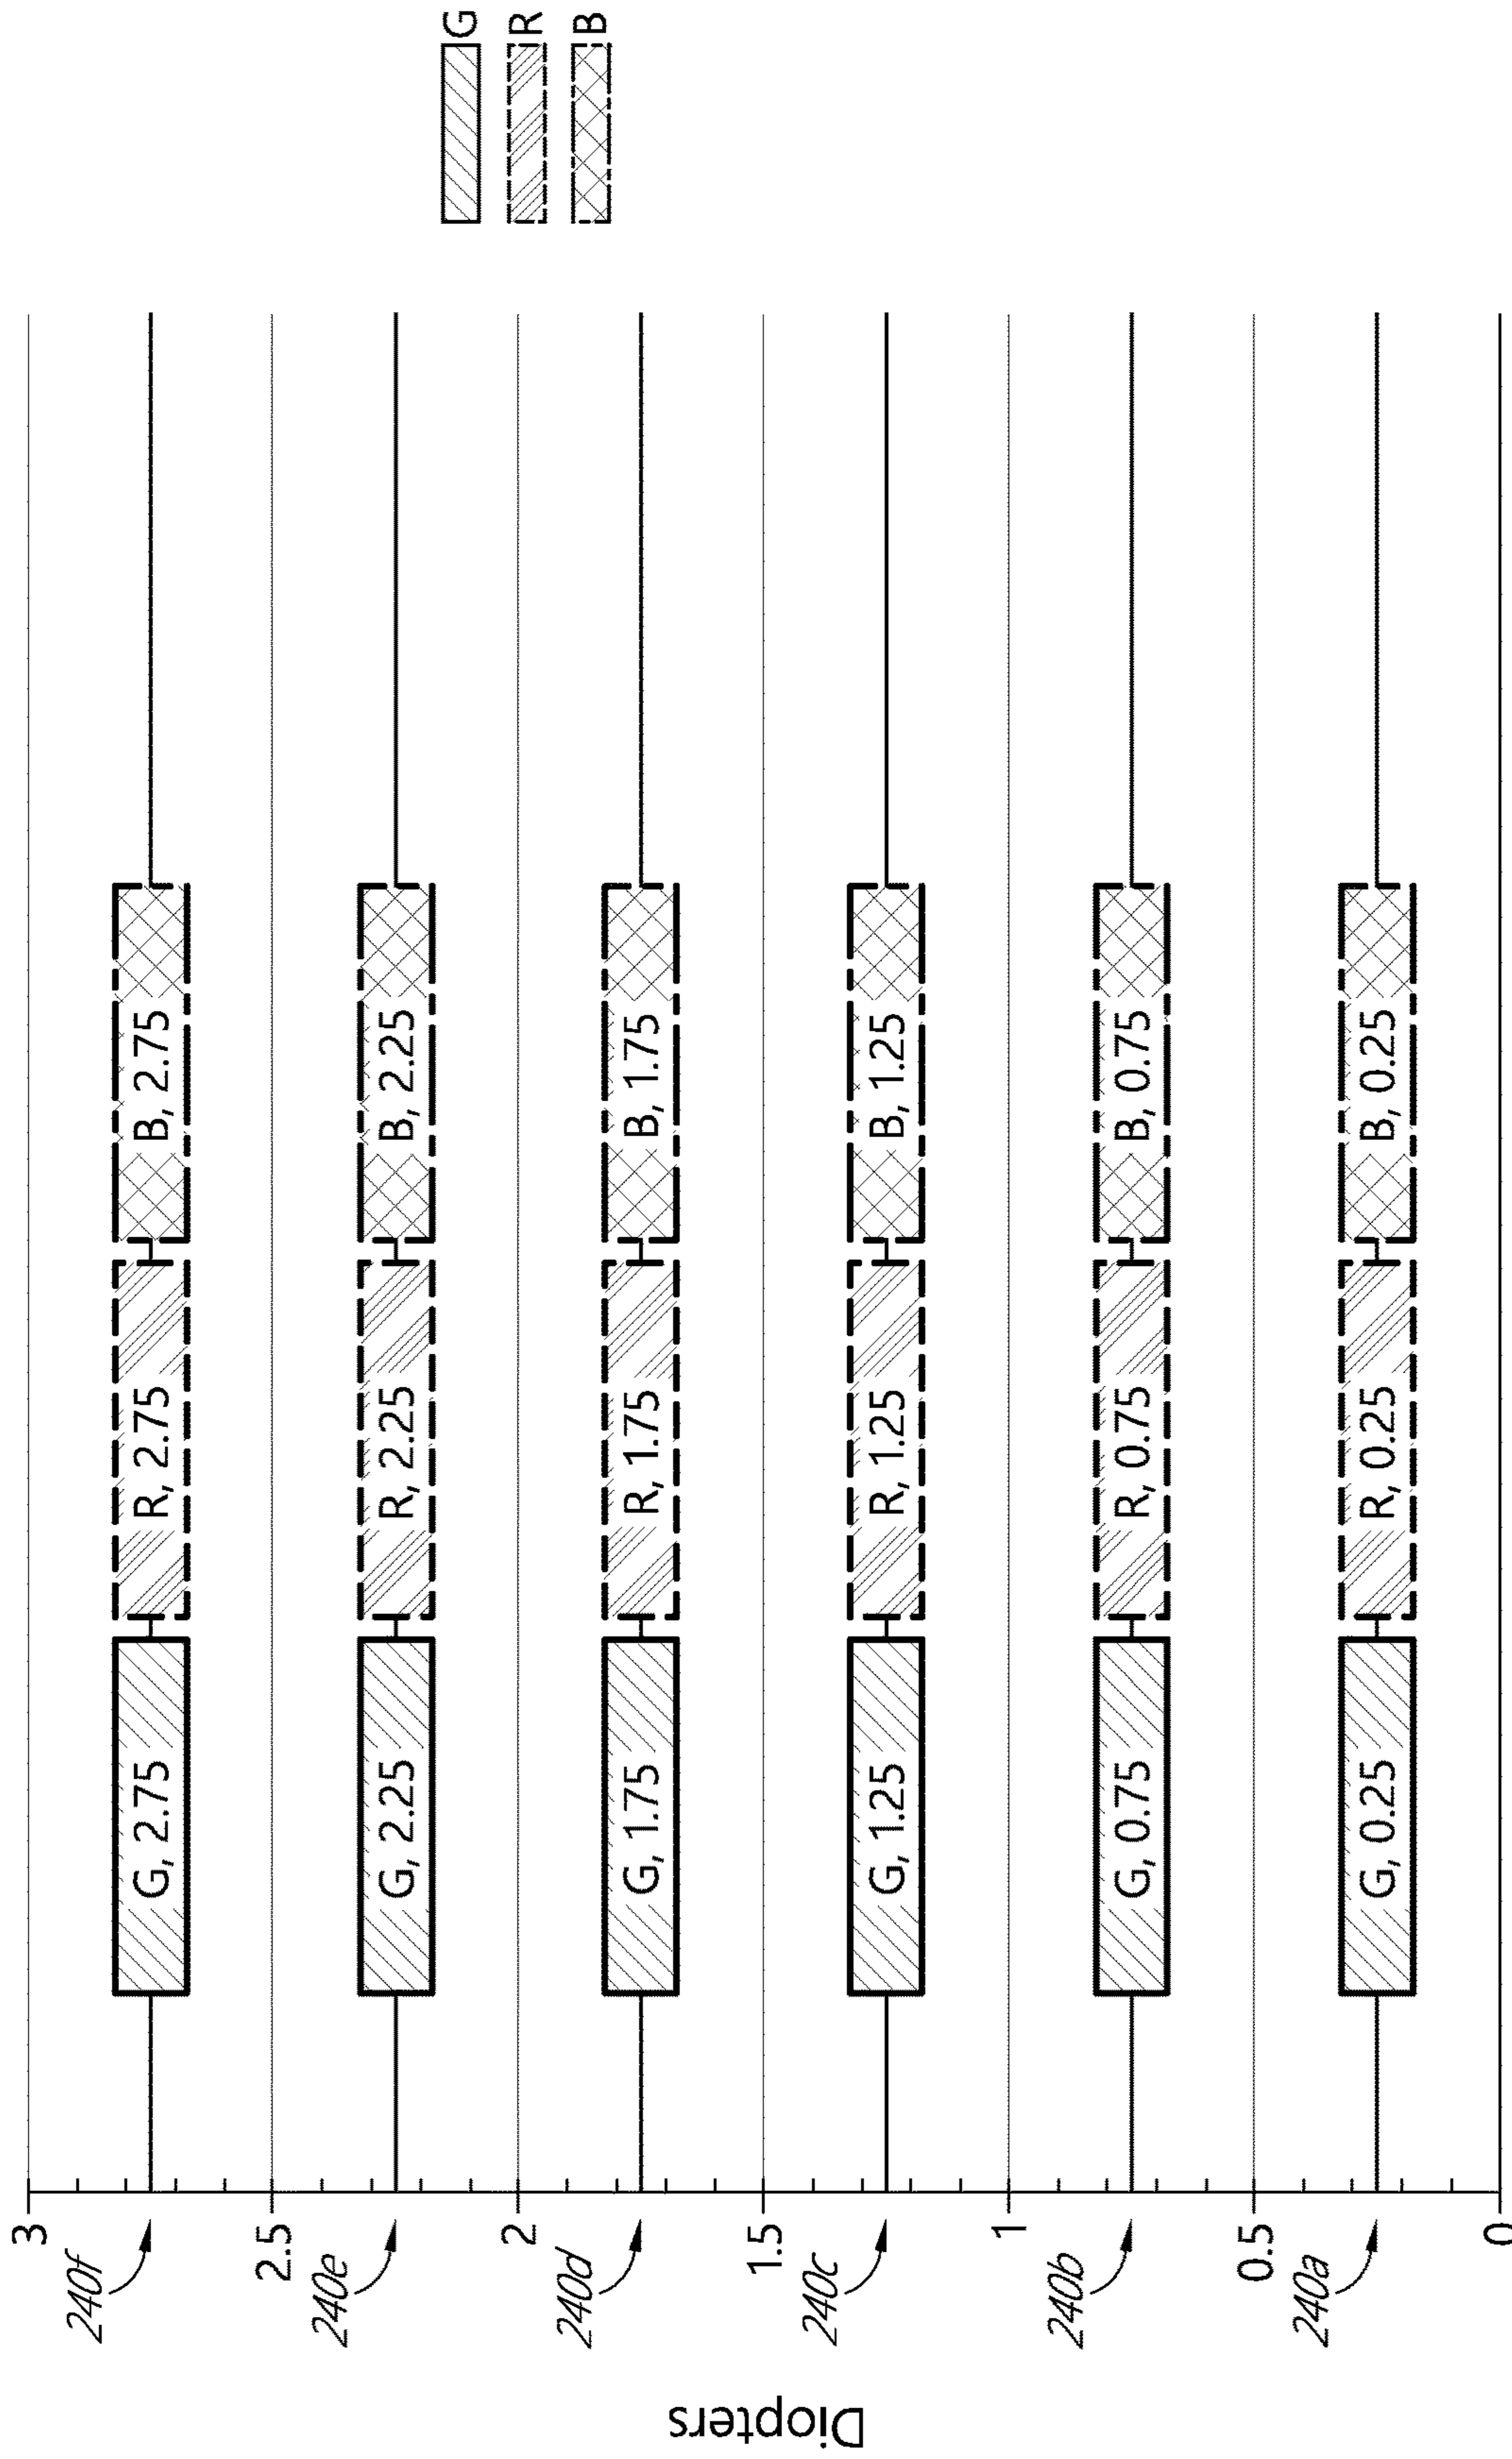 Diopters
3
240f
G, 2.75 R, 2.75 B, 2.75
2.5
240e
G, 2.25 R, 2.25 B, 2.25
2
240d
G, 1.75 R, 1.75 B, 1.75
1.5
240c
G, 1.25 R, 1.25 B, 1.25
1
240b
G, 0.75 R, 0.75 B, 0.75
0.5
240a
G, 0.25 R, 0.25 B, 0.25
0
G
R
B